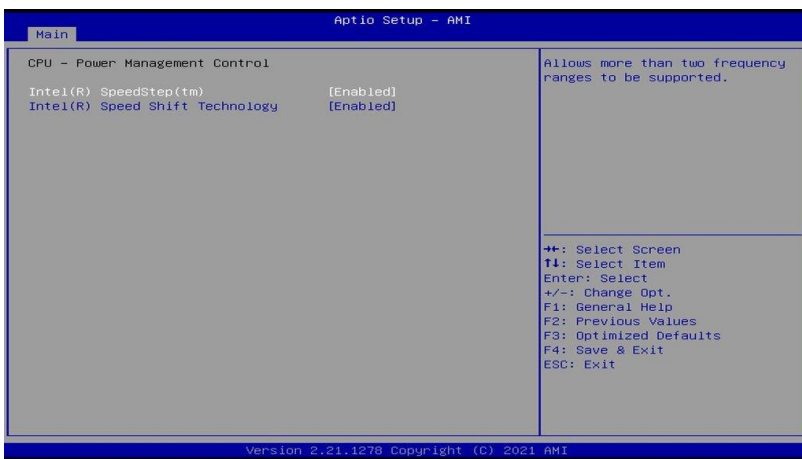 Aptio Setup - AMI
Main
CPU - Power Management Control
Intel(R) SpeedStep(tm) [Enabled]
Intel(R) Speed Shift Technology [Enabled]
Allows more than two frequency
ranges to be supported.
→←: Select Screen
↑↓: Select Item
Enter: Select
+/-: Change Opt.
F1: General Help
F2: Previous Values
F3: Optimized Defaults
F4: Save & Exit
ESC: Exit
Version 2.21.1278 Copyright (C) 2021 AMI